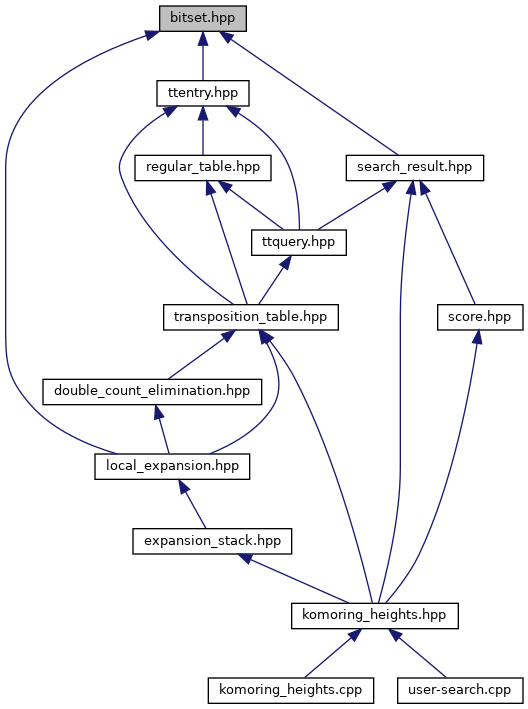 bitset.hpp
ttentry.hpp
regular_table.hpp
search_result.hpp
ttquery.hpp
transposition_table.hpp
score.hpp
double_count_elimination.hpp
local_expansion.hpp
expansion_stack.hpp
komoring_heights.hpp
komoring_heights.cpp
user-search.cpp